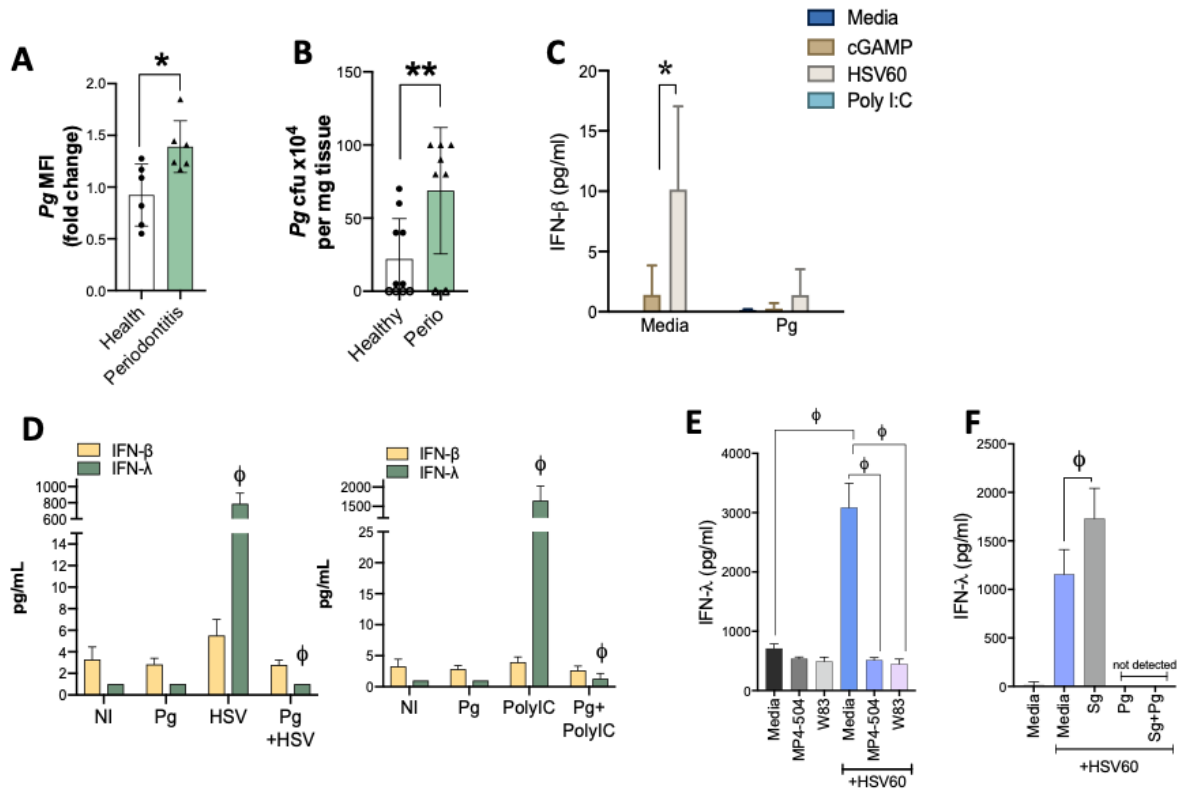 A
*
2.0
1.5
1.0
0.5
0.0
Pg MFI
(fold change)
Health
Periodontitis
B
**
150
100
50
0
Pg cfu x10⁴
per mg tissue
Healthy
Perio
C
Media
cGAMP
HSV60
Poly I:C
*
20
15
10
5
0
IFN-β (pg/ml)
Media
Pg
D
IFN-β
IFN-λ
ϕ
1000
800
600
14
12
10
8
6
4
2
0
pg/mL
ϕ
NI
Pg
HSV
Pg
+HSV
IFN-β
IFN-λ
ϕ
2000
1500
25
20
15
10
5
0
pg/mL
ϕ
NI
Pg
PolyIC
Pg+
PolyIC
E
ϕ
ϕ
ϕ
4000
3000
2000
1000
0
IFN-λ (pg/ml)
Media
MP4-504
W83
Media
MP4-504
W83
+HSV60
F
ϕ
2500
2000
1500
1000
500
0
IFN-λ (pg/ml)
not detected
Media
Media
Sg
Pg
Sg+Pg
+HSV60